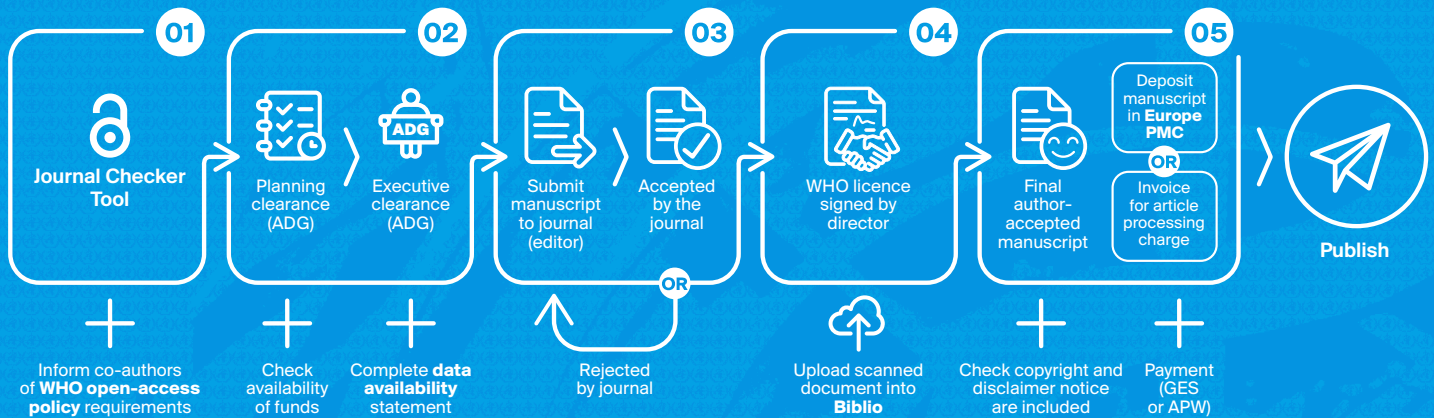 01
Journal Checker
Tool
Inform co-authors
of WHO open-access
policy requirements
02
Planning
clearance
(ADG)
ADG
Executive
clearance
(ADG)
Check
availability
of funds
Complete data
availability
statement
03
Submit
manuscript
to journal
(editor)
Accepted
by the
journal
OR
Rejected
by journal
04
WHO licence
signed by
director
Upload scanned
document into
Biblio
05
Final
author-
accepted
manuscript
Deposit
manuscript
in Europe
PMC
OR
Invoice
for article
processing
charge
Check copyright and
disclaimer notice
are included
Payment
(GES
or APW)
Publish